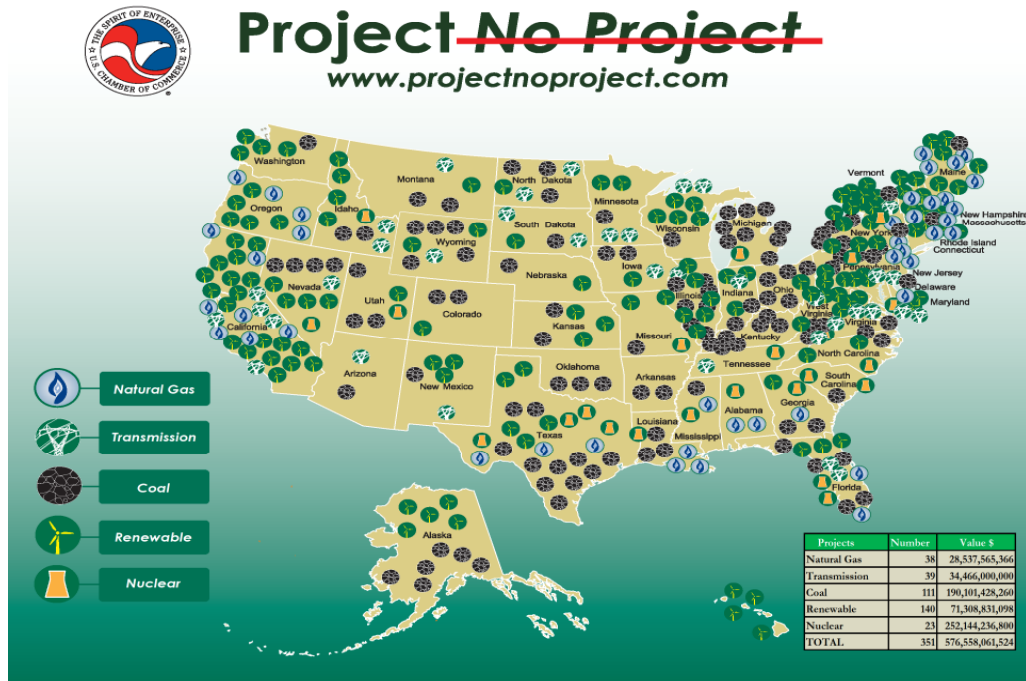 THE SPIRIT OF ENTERPRISE
U.S. CHAMBER OF COMMERCE
Project No Project
www.projectnoproject.com
Washington
Oregon
Idaho
Montana
North Dakota
South Dakota
Minnesota
Wisconsin
Michigan
Vermont
Maine
New Hampshire
Massachusetts
New York
Rhode Island
Connecticut
Pennsylvania
New Jersey
Delaware
Maryland
Wyoming
Nebraska
Iowa
Illinois
Indiana
Ohio
West
Virginia
Virginia
Nevada
Utah
Colorado
Kansas
Missouri
Kentucky
California
Arizona
New Mexico
Oklahoma
Arkansas
Tennessee
North Carolina
South
Carolina
Texas
Louisiana
Mississippi
Alabama
Georgia
Florida
Alaska
Natural Gas
Transmission
Coal
Renewable
Nuclear
Projects Number Value $
Natural Gas 38 28,537,565,366
Transmission 39 34,466,000,000
Coal 111 190,101,428,260
Renewable 140 71,308,831,098
Nuclear 23 252,144,236,800
TOTAL 351 576,558,061,524